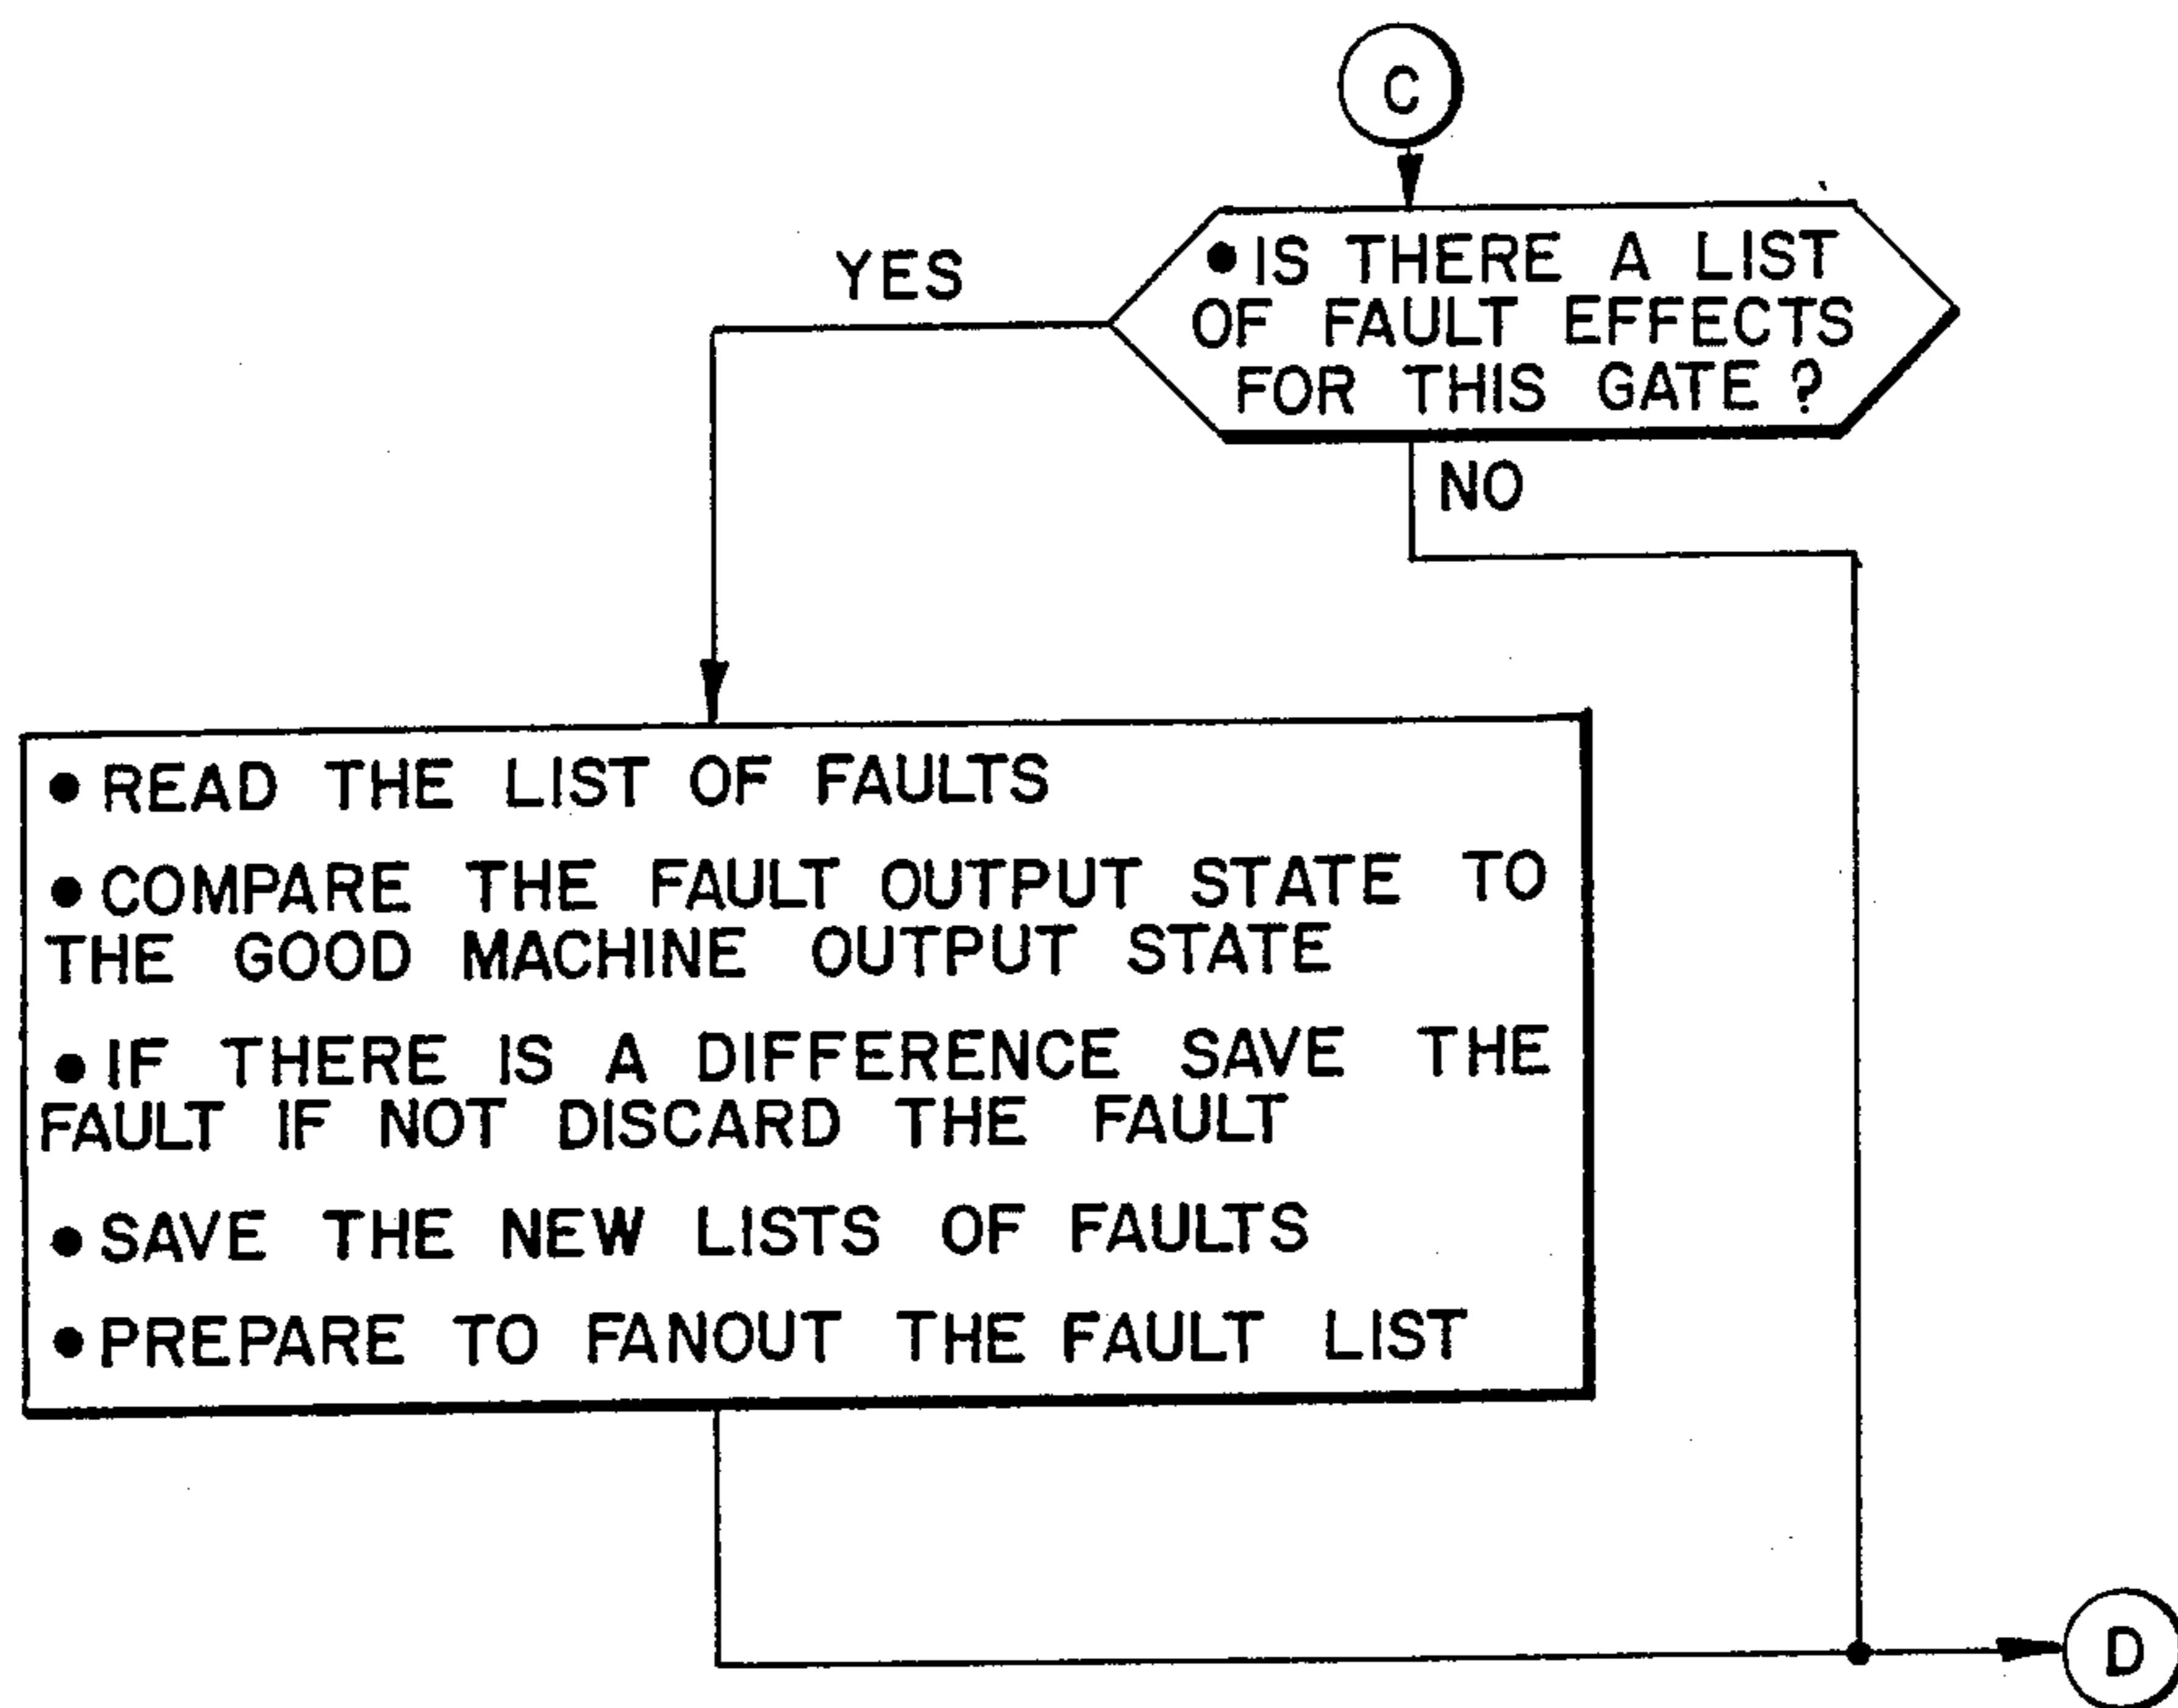 C
● IS THERE A LIST
OF FAULT EFFECTS
FOR THIS GATE ?
YES
NO
● READ THE LIST OF FAULTS
● COMPARE THE FAULT OUTPUT STATE TO
THE GOOD MACHINE OUTPUT STATE
● IF THERE IS A DIFFERENCE SAVE THE
FAULT IF NOT DISCARD THE FAULT
● SAVE THE NEW LISTS OF FAULTS
● PREPARE TO FANOUT THE FAULT LIST
D